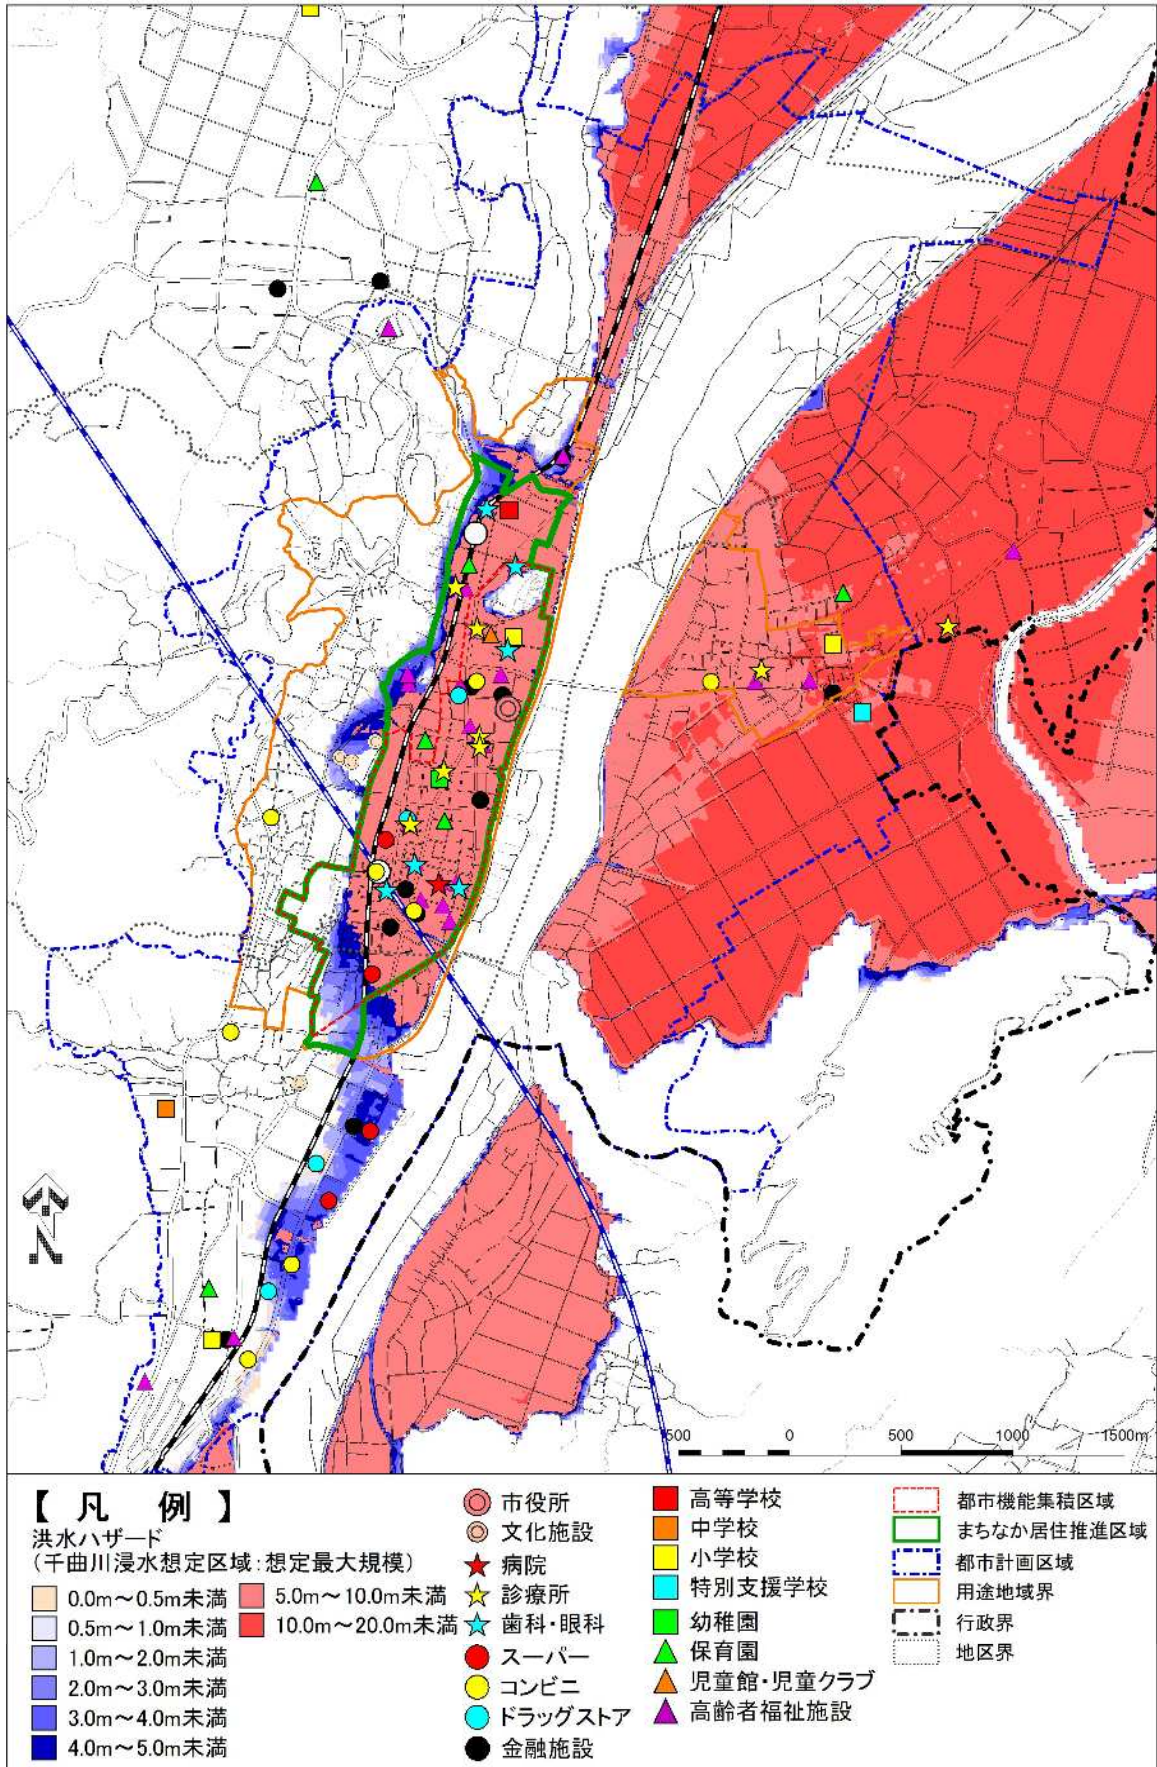 N
500 0 500 1000 1500m
【 凡 例 】
洪水ハザード
（千曲川浸水想定区域：想定最大規模）
0.0m～0.5m未満
0.5m～1.0m未満
1.0m～2.0m未満
2.0m～3.0m未満
3.0m～4.0m未満
4.0m～5.0m未満
5.0m～10.0m未満
10.0m～20.0m未満
市役所
文化施設
病院
診療所
歯科・眼科
スーパー
コンビニ
ドラッグストア
金融施設
高等学校
中学校
小学校
特別支援学校
幼稚園
保育園
児童館・児童クラブ
高齢者福祉施設
都市機能集積区域
まちなか居住推進区域
都市計画区域
用途地域界
行政界
地区界